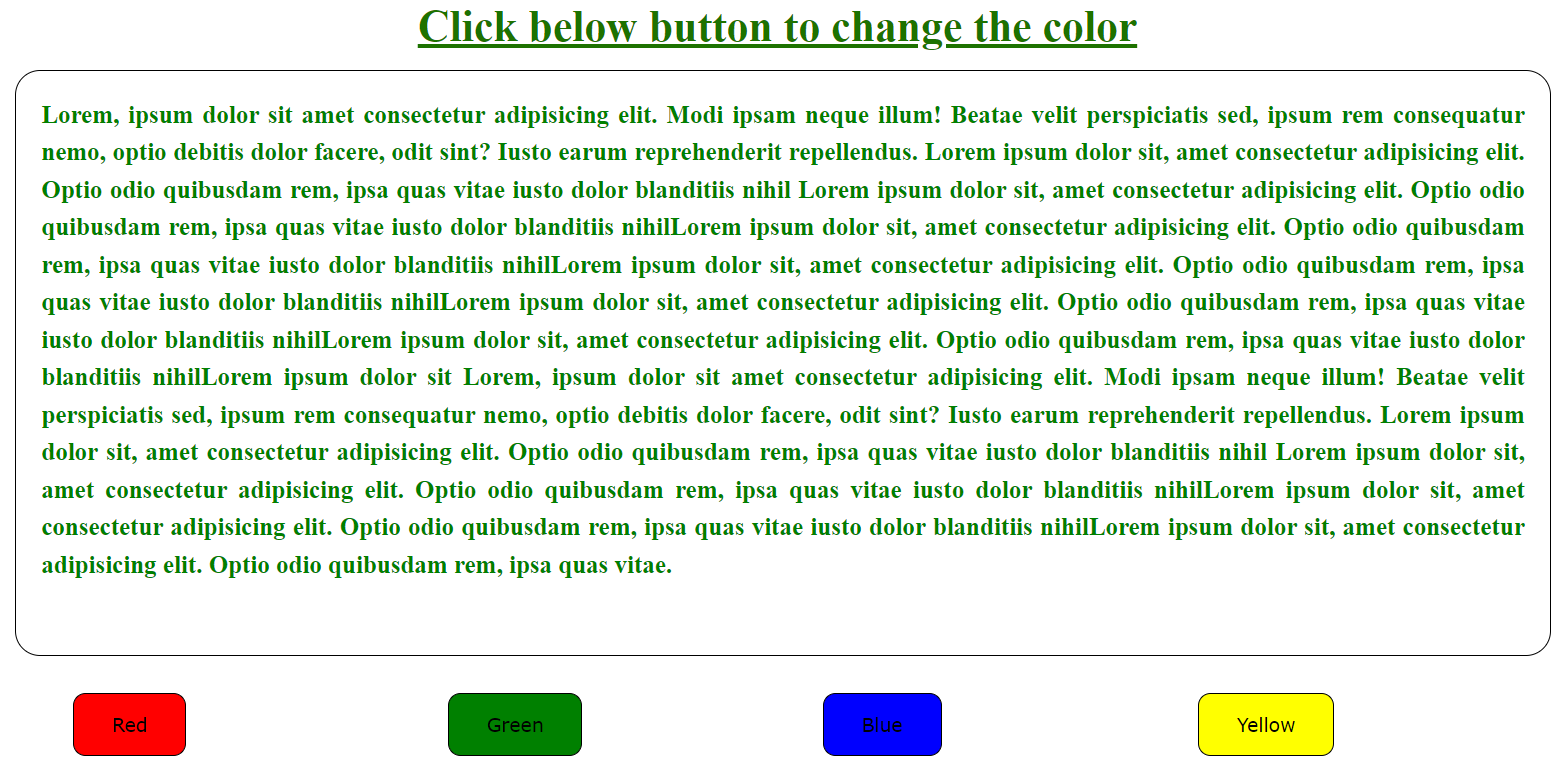 Click below button to change the color
Lorem, ipsum dolor sit amet consectetur adipisicing elit. Modi ipsam neque illum! Beatae velit perspiciatis sed, ipsum rem consequatur
nemo, optio debitis dolor facere, odit sint? Iusto earum reprehenderit repellendus. Lorem ipsum dolor sit, amet consectetur adipisicing elit.
Optio odio quibusdam rem, ipsa quas vitae iusto dolor blanditiis nihil Lorem ipsum dolor sit, amet consectetur adipisicing elit. Optio odio
quibusdam rem, ipsa quas vitae iusto dolor blanditiis nihilLorem ipsum dolor sit, amet consectetur adipisicing elit. Optio odio quibusdam
rem, ipsa quas vitae iusto dolor blanditiis nihilLorem ipsum dolor sit, amet consectetur adipisicing elit. Optio odio quibusdam rem, ipsa
quas vitae iusto dolor blanditiis nihilLorem ipsum dolor sit, amet consectetur adipisicing elit. Optio odio quibusdam rem, ipsa quas vitae
iusto dolor blanditiis nihilLorem ipsum dolor sit, amet consectetur adipisicing elit. Optio odio quibusdam rem, ipsa quas vitae iusto dolor
blanditiis nihilLorem ipsum dolor sit Lorem, ipsum dolor sit amet consectetur adipisicing elit. Modi ipsam neque illum! Beatae velit
perspiciatis sed, ipsum rem consequatur nemo, optio debitis dolor facere, odit sint? Iusto earum reprehenderit repellendus. Lorem ipsum
dolor sit, amet consectetur adipisicing elit. Optio odio quibusdam rem, ipsa quas vitae iusto dolor blanditiis nihil Lorem ipsum dolor sit,
amet consectetur adipisicing elit. Optio odio quibusdam rem, ipsa quas vitae iusto dolor blanditiis nihilLorem ipsum dolor sit, amet
consectetur adipisicing elit. Optio odio quibusdam rem, ipsa quas vitae iusto dolor blanditiis nihilLorem ipsum dolor sit, amet consectetur
adipisicing elit. Optio odio quibusdam rem, ipsa quas vitae.
Red
Green
Blue
Yellow